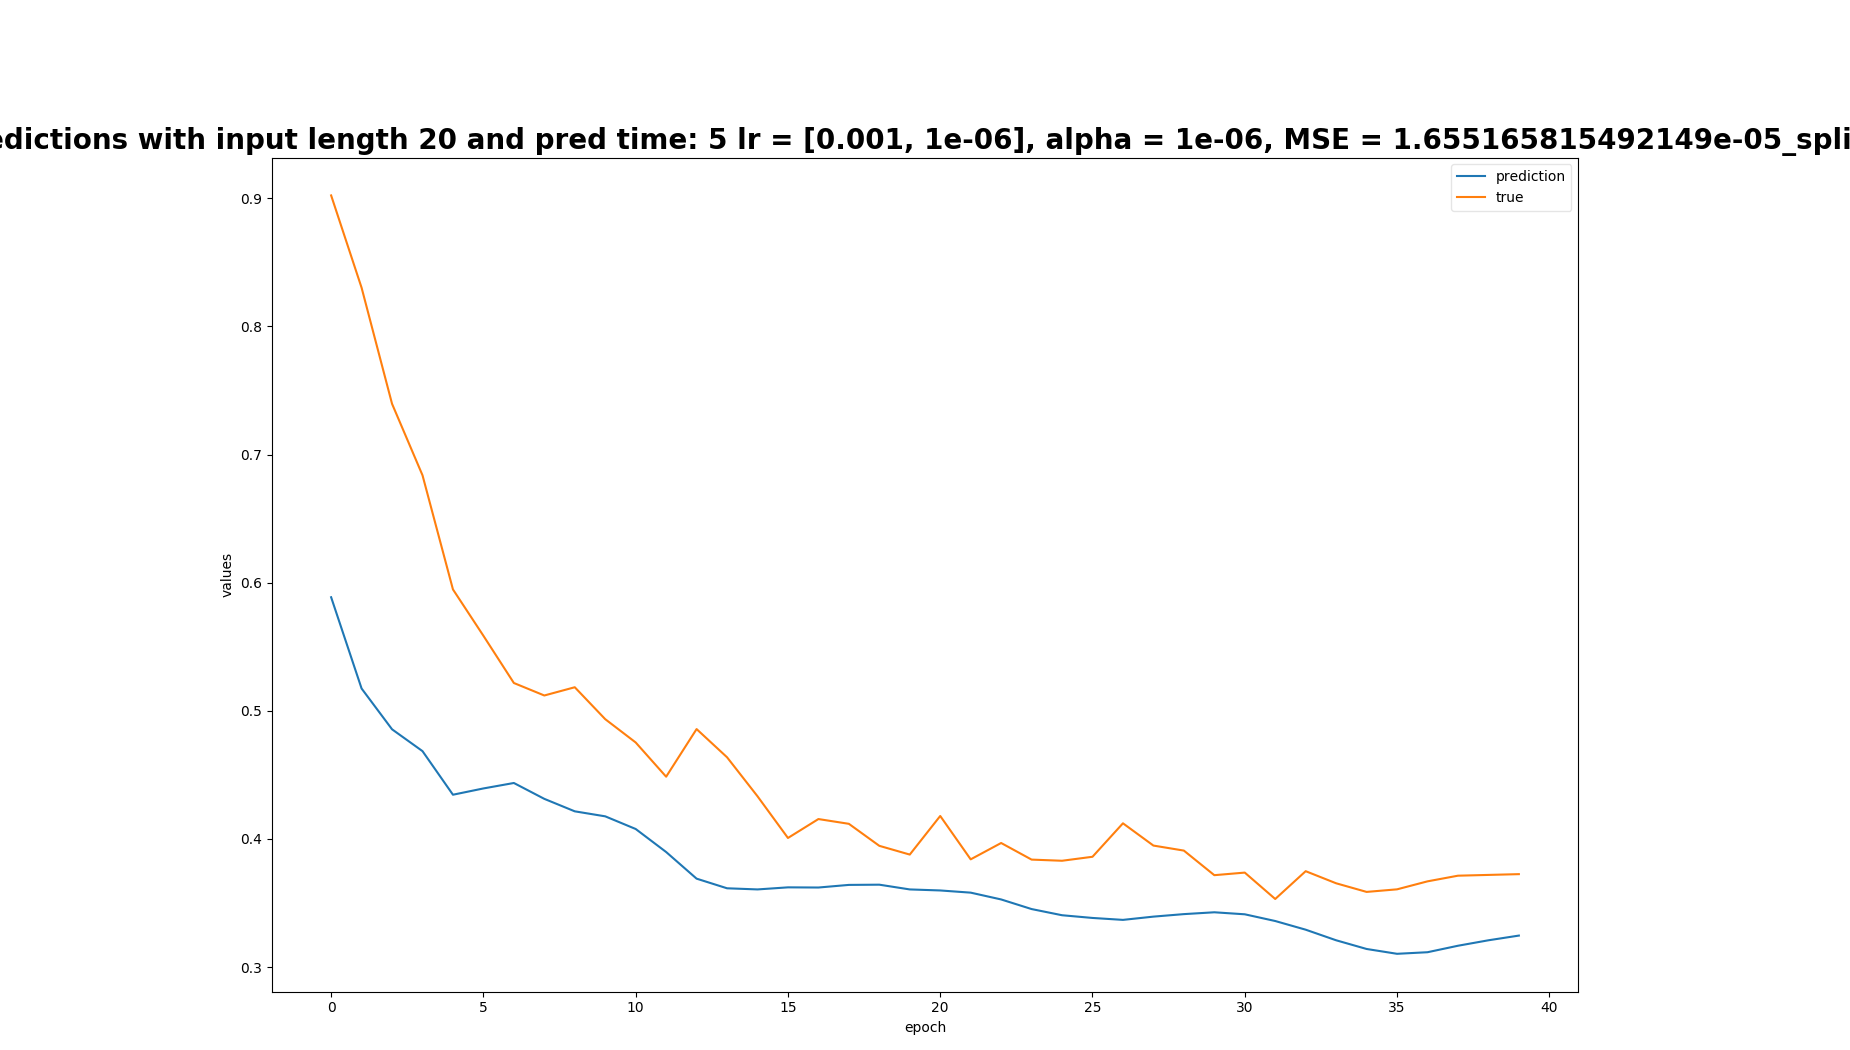 edictions with input length 20 and pred time: 5 lr = [0.001, 1e-06], alpha = 1e-06, MSE = 1.655165815492149e-05_spli
prediction
true
0.9
0.8
0.7
0.6
0.5
0.4
0.3
values
0 5 10 15 20 25 30 35 40
epoch